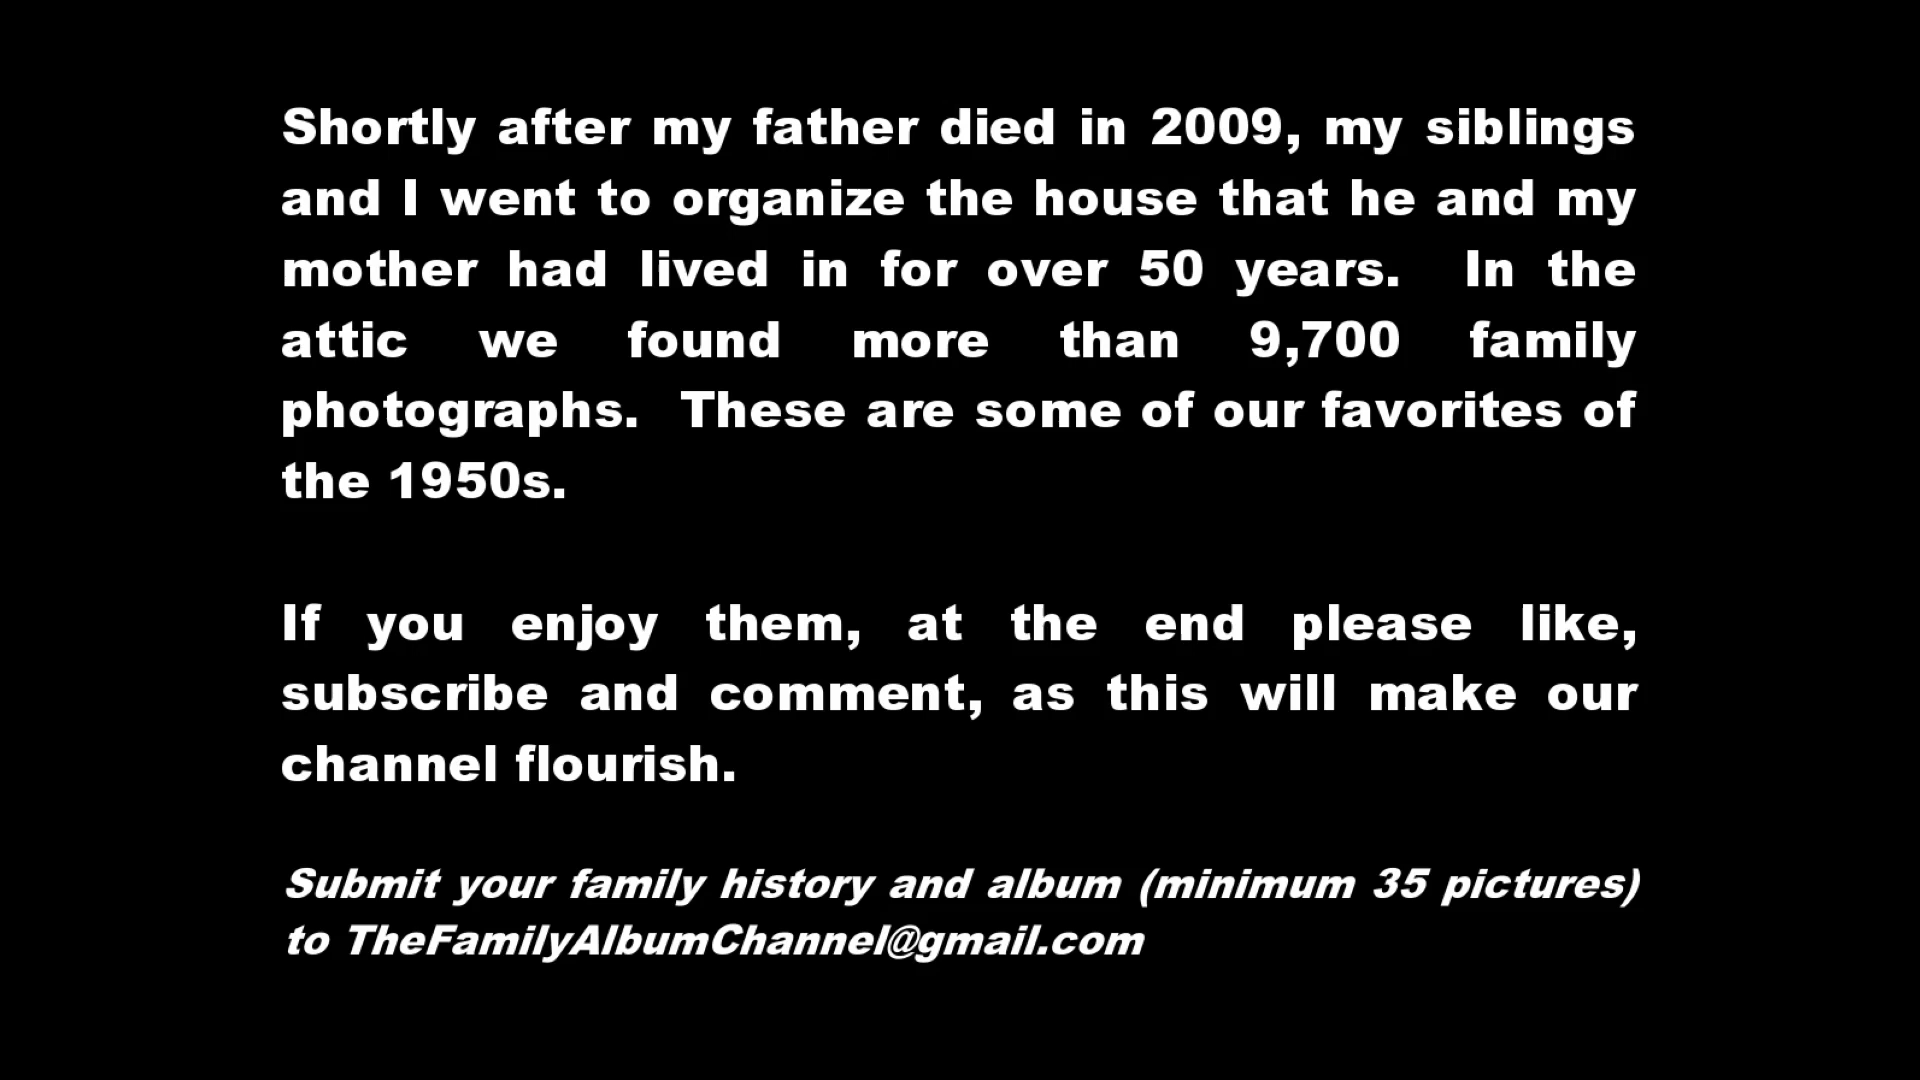 Shortly after my father died in 2009, my siblings
and I went to organize the house that he and my
mother had lived in for over 50 years.  In the
attic we found more than 9,700 family
photographs.  These are some of our favorites of
the 1950s.
If you enjoy them, at the end please like,
subscribe and comment, as this will make our
channel flourish.
Submit your family history and album (minimum 35 pictures)
to TheFamilyAlbumChannel@gmail.com